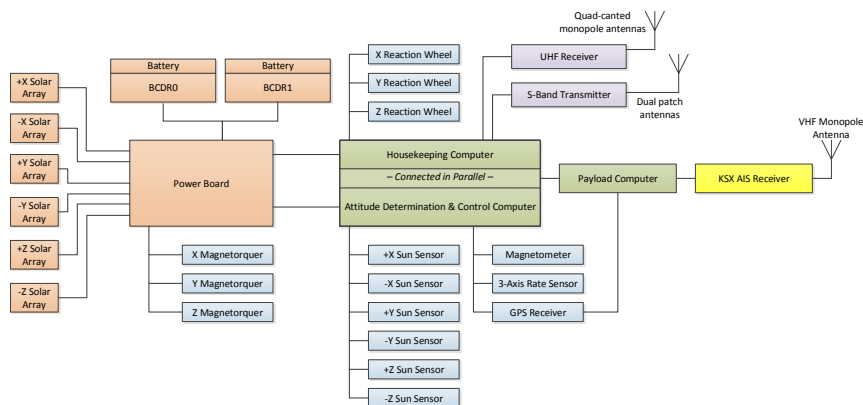 Quad-canted
monopole antennas
Battery
BCDR0
Battery
BCDR1
X Reaction Wheel
Y Reaction Wheel
Z Reaction Wheel
UHF Receiver
S-Band Transmitter
Dual patch
antennas
VHF Monopole
Antenna
+X Solar
Array
-X Solar
Array
+Y Solar
Array
-Y Solar
Array
+Z Solar
Array
-Z Solar
Array
Power Board
Housekeeping Computer
– Connected in Parallel –
Attitude Determination & Control Computer
Payload Computer
KSX AIS Receiver
X Magnetorquer
Y Magnetorquer
Z Magnetorquer
+X Sun Sensor
-X Sun Sensor
+Y Sun Sensor
-Y Sun Sensor
+Z Sun Sensor
-Z Sun Sensor
Magnetometer
3-Axis Rate Sensor
GPS Receiver